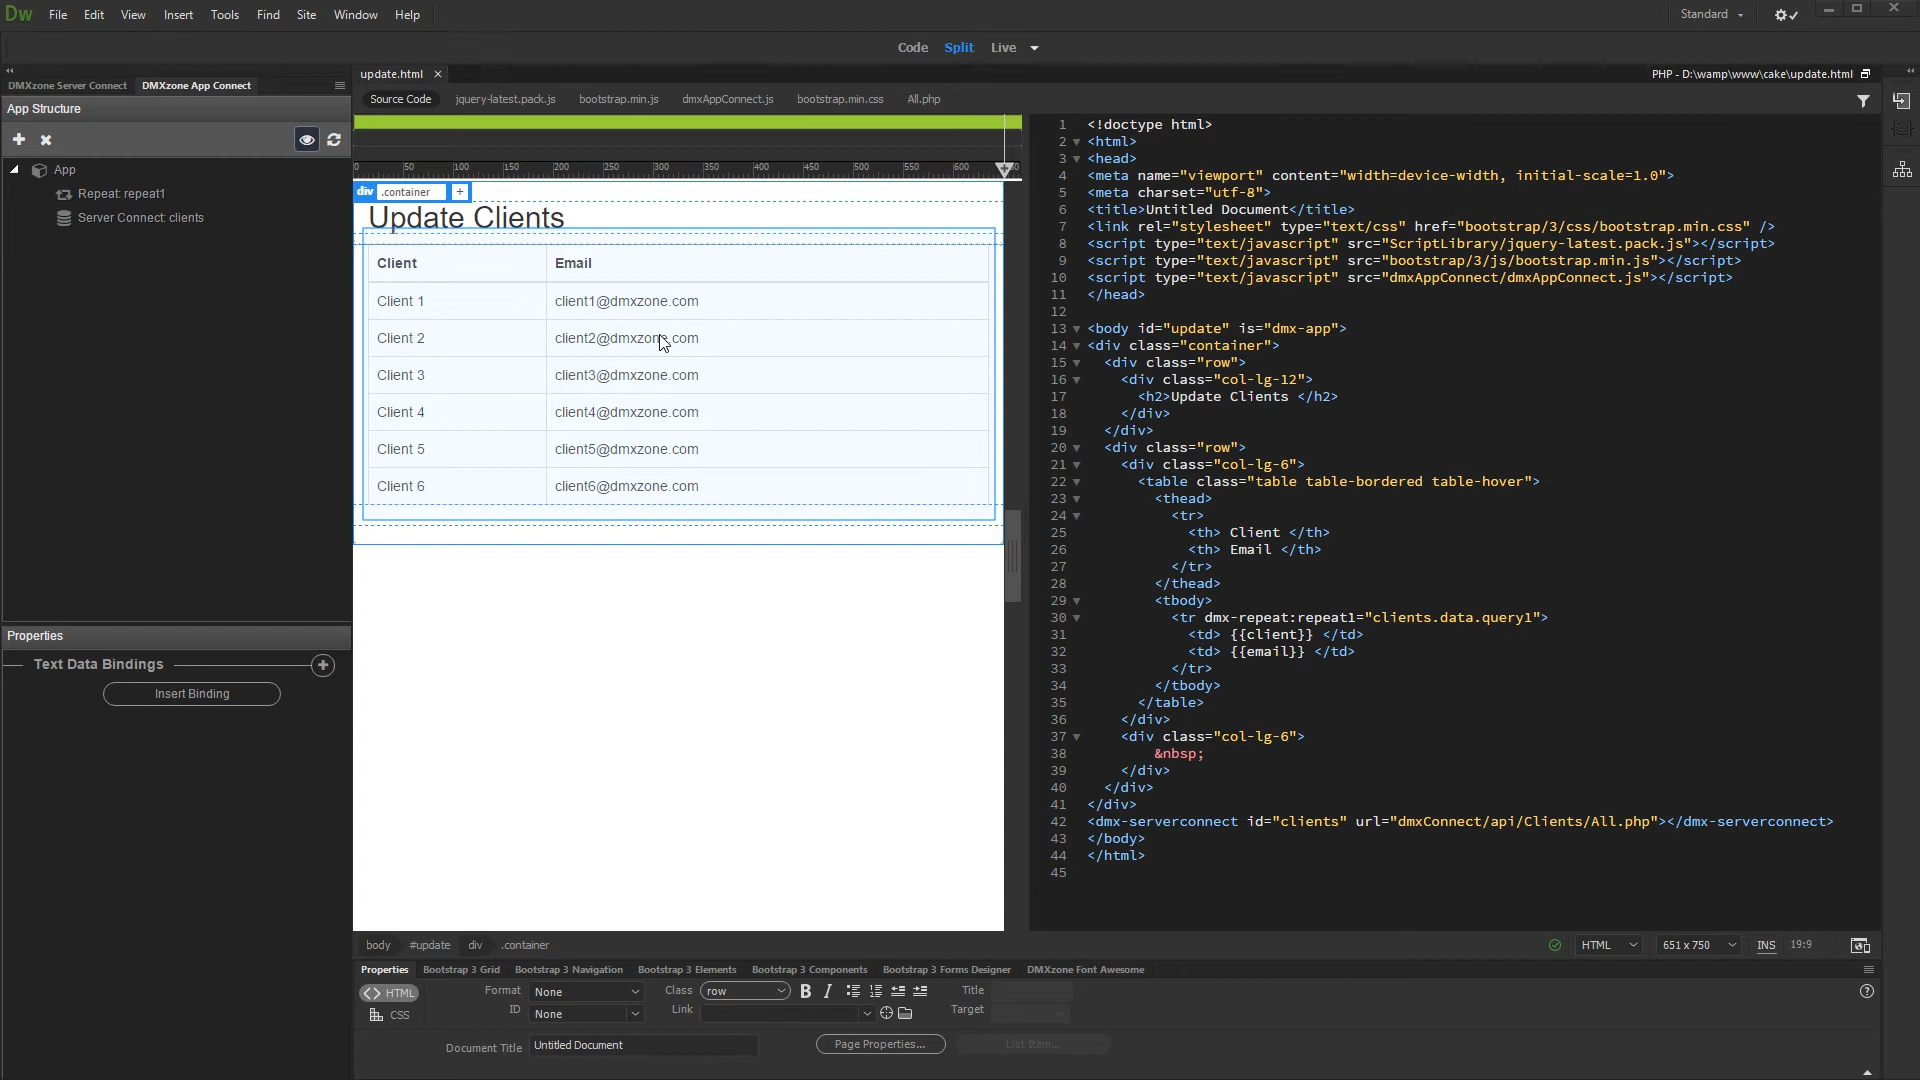 Dw File Edit View Insert Tools Find Site Window Help
Standard
Code Split Live
DMXzone Server Connect DMXzone App Connect
App Structure
App
Repeat: repeat1
Server Connect: clients
Properties
Text Data Bindings
Insert Binding
update.html
PHP - D:\wamp\www\cake\update.html
Source Code jquery-latest.pack.js bootstrap.min.js dmxAppConnect.js bootstrap.min.css All.php
0 50 100 150 200 250 300 350 400 450 500 550 600
div .container +
Update Clients
Client Email
Client 1 client1@dmxzone.com
Client 2 client2@dmxzone.com
Client 3 client3@dmxzone.com
Client 4 client4@dmxzone.com
Client 5 client5@dmxzone.com
Client 6 client6@dmxzone.com
1 <!doctype html>
2 <html>
3 <head>
4 <meta name="viewport" content="width=device-width, initial-scale=1.0">
5 <meta charset="utf-8">
6 <title>Untitled Document</title>
7 <link rel="stylesheet" type="text/css" href="bootstrap/3/css/bootstrap.min.css" />
8 <script type="text/javascript" src="ScriptLibrary/jquery-latest.pack.js"></script>
9 <script type="text/javascript" src="bootstrap/3/js/bootstrap.min.js"></script>
10 <script type="text/javascript" src="dmxAppConnect/dmxAppConnect.js"></script>
11 </head>
12
13 <body id="update" is="dmx-app">
14 <div class="container">
15 <div class="row">
16 <div class="col-lg-12">
17 <h2>Update Clients </h2>
18 </div>
19 </div>
20 <div class="row">
21 <div class="col-lg-6">
22 <table class="table table-bordered table-hover">
23 <thead>
24 <tr>
25 <th> Client </th>
26 <th> Email </th>
27 </tr>
28 </thead>
29 <tbody>
30 <tr dmx-repeat:repeat1="clients.data.query1">
31 <td> {{client}} </td>
32 <td> {{email}} </td>
33 </tr>
34 </tbody>
35 </table>
36 </div>
37 <div class="col-lg-6">
38 &nbsp;
39 </div>
40 </div>
41 </div>
42 <dmx-serverconnect id="clients" url="dmxConnect/api/Clients/All.php"></dmx-serverconnect>
43 </body>
44 </html>
45
body #update div .container
HTML 651 x 750 INS 19:9
Properties Bootstrap 3 Grid Bootstrap 3 Navigation Bootstrap 3 Elements Bootstrap 3 Components Bootstrap 3 Forms Designer DMXzone Font Awesome
HTML Format None Class row B I Title
CSS ID None Link Target
Document Title Untitled Document Page Properties... List Item...